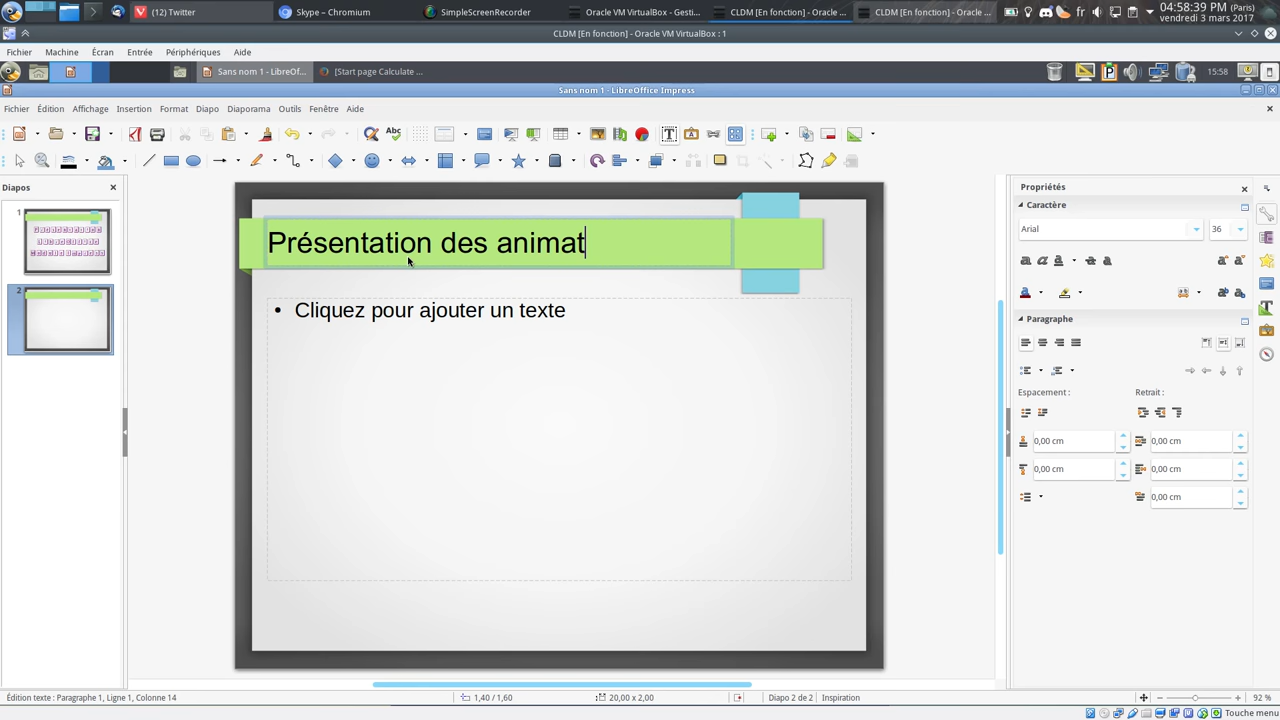 (12) Twitter
Skype – Chromium
SimpleScreenRecorder
Oracle VM VirtualBox - Gesti...
CLDM [En fonction] - Oracle ...
CLDM [En fonction] - Oracle ...
fr
04:58:39 PM (Paris)
vendredi 3 mars 2017
CLDM [En fonction] - Oracle VM VirtualBox : 1
Fichier Machine Écran Entrée Périphériques Aide
Sans nom 1 - LibreOf...
[Start page Calculate ...
15:58
Sans nom 1 - LibreOffice Impress
Fichier Édition Affichage Insertion Format Diapo Diaporama Outils Fenêtre Aide
Abc
Diapos
1
2
Présentation des animat
• Cliquez pour ajouter un texte
Propriétés
Caractère
Arial
36
Paragraphe
Espacement :
Retrait :
0,00 cm
0,00 cm
0,00 cm
0,00 cm
0,00 cm
Édition texte : Paragraphe 1, Ligne 1, Colonne 14
1,40 / 1,60
20,00 x 2,00
Diapo 2 de 2
Inspiration
92 %
Touche menu